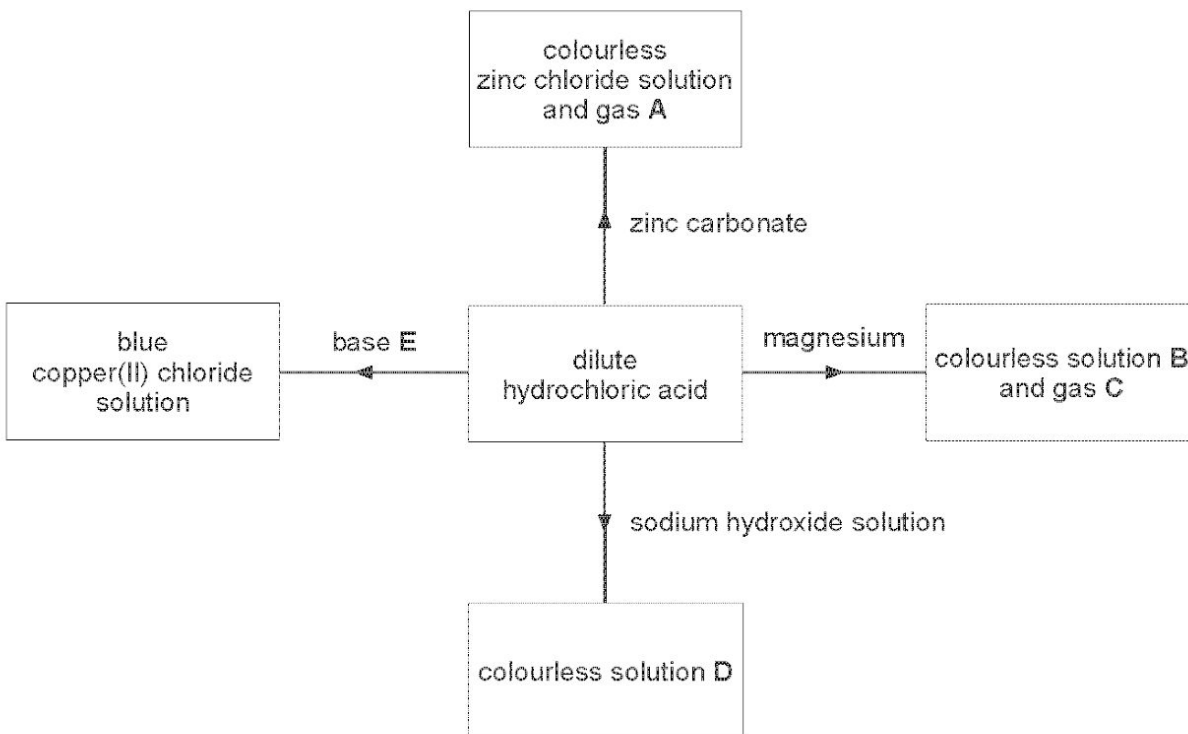 colourless
zinc chloride solution
and gas A
zinc carbonate
blue
copper(II) chloride
solution
base E
dilute
hydrochloric acid
magnesium
colourless solution B
and gas C
sodium hydroxide solution
colourless solution D